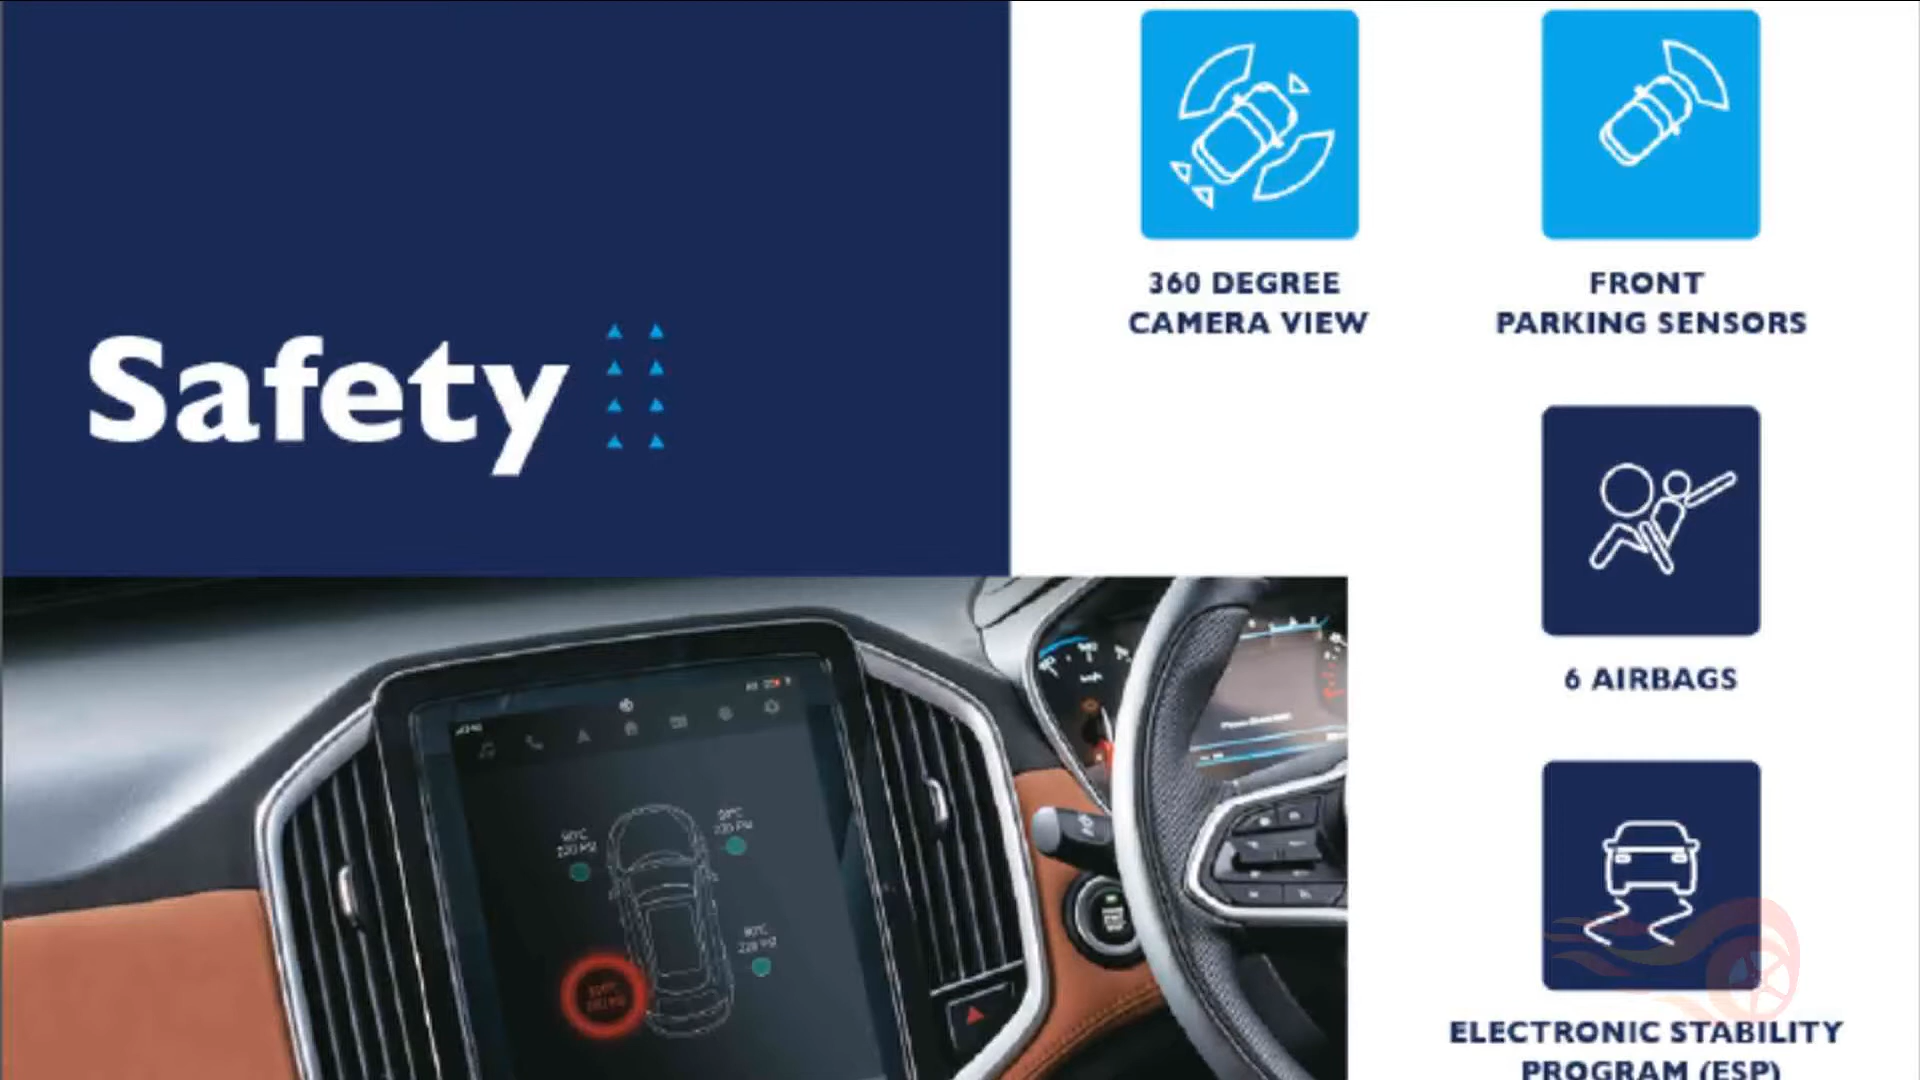 Safety
360 DEGREE
CAMERA VIEW
FRONT
PARKING SENSORS
6 AIRBAGS
ELECTRONIC STABILITY
PROGRAM (ESP)